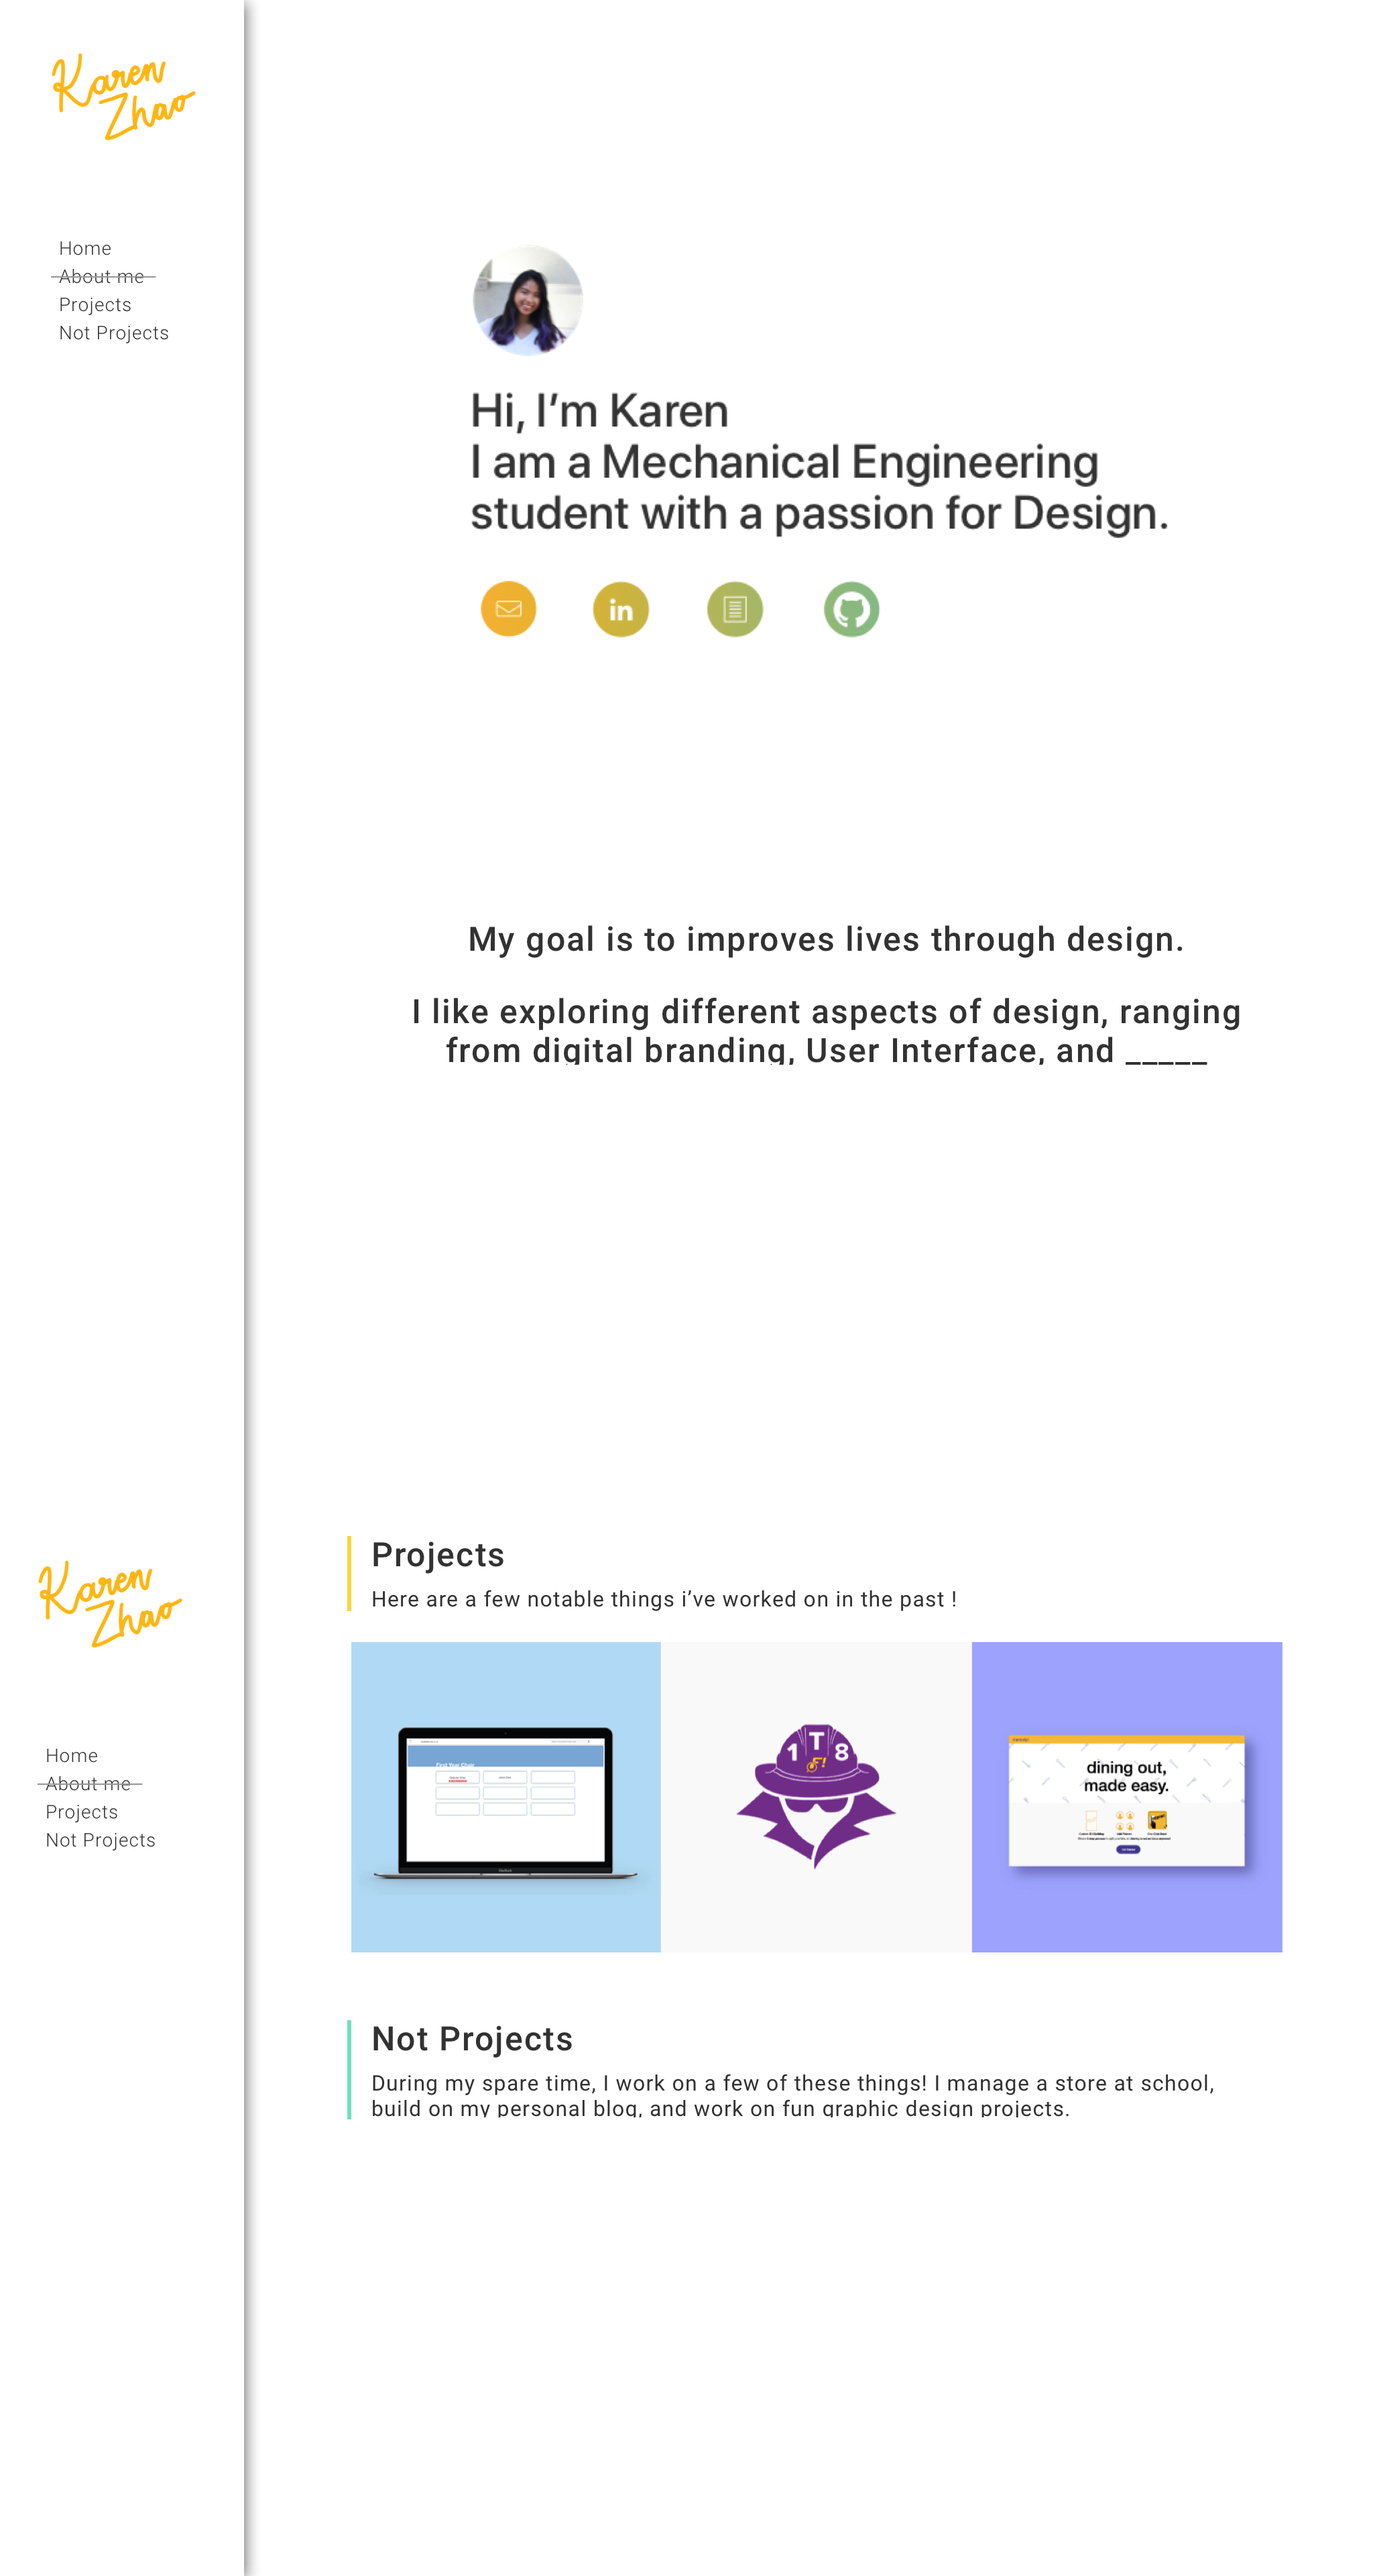 Karen
Zhao
Home
About me
Projects
Not Projects
Hi, I’m Karen
I am a Mechanical Engineering
student with a passion for Design.
in
My goal is to improves lives through design.
I like exploring different aspects of design, ranging
from digital branding, User Interface, and _____
Karen
Zhao
Home
About me
Projects
Not Projects
Projects
Here are a few notable things i’ve worked on in the past !
Find Your Chair
1T8
dining out,
made easy.
Not Projects
During my spare time, I work on a few of these things! I manage a store at school,
build on my personal blog, and work on fun graphic design projects.